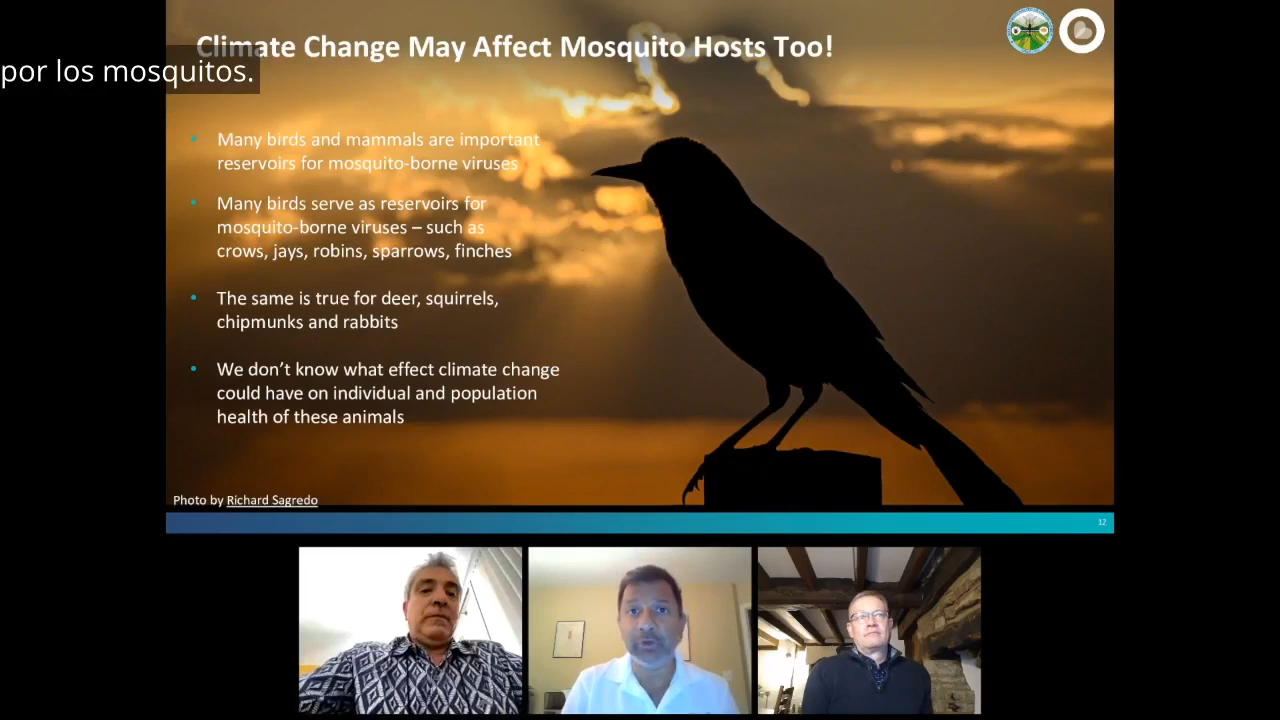 Climate Change May Affect Mosquito Hosts Too!
por los mosquitos.
• Many birds and mammals are important
reservoirs for mosquito-borne viruses
• Many birds serve as reservoirs for
mosquito-borne viruses – such as
crows, jays, robins, sparrows, finches
• The same is true for deer, squirrels,
chipmunks and rabbits
• We don’t know what effect climate change
could have on individual and population
health of these animals
Photo by Richard Sagredo
12